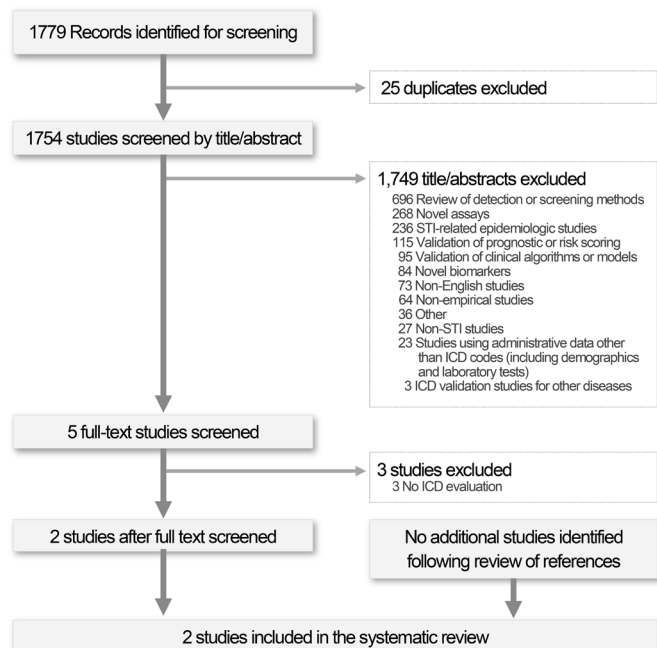 1779 Records identified for screening
25 duplicates excluded
1754 studies screened by title/abstract
1,749 title/abstracts excluded
696 Review of detection or screening methods
268 Novel assays
236 STI-related epidemiologic studies
115 Validation of prognostic or risk scoring
95 Validation of clinical algorithms or models
84 Novel biomarkers
73 Non-English studies
64 Non-empirical studies
36 Other
27 Non-STI studies
23 Studies using administrative data other
than ICD codes (including demographics
and laboratory tests)
3 ICD validation studies for other diseases
5 full-text studies screened
3 studies excluded
3 No ICD evaluation
2 studies after full text screened
No additional studies identified
following review of references
2 studies included in the systematic review